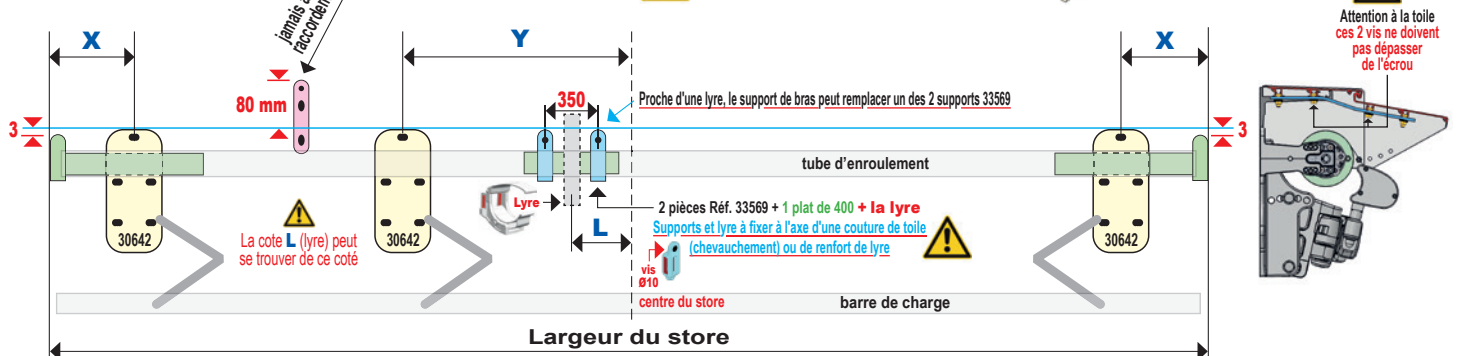 jamais
raccordem
X
Y
X
Attention à la toile
ces 2 vis ne doivent
pas dépasser
de l'écrou
80 mm
350
Proche d'une lyre, le support de bras peut remplacer un des 2 supports 33569
3
3
tube d'enroulement
Lyre
L
2 pièces Réf. 33569 + 1 plat de 400 + la lyre
Supports et lyre à fixer à l'axe d'une couture de toile
(chevauchement) ou de renfort de lyre
30642
30642
30642
La cote L (lyre) peut
se trouver de ce coté
vis
Ø10
centre du store
barre de charge
Largeur du store